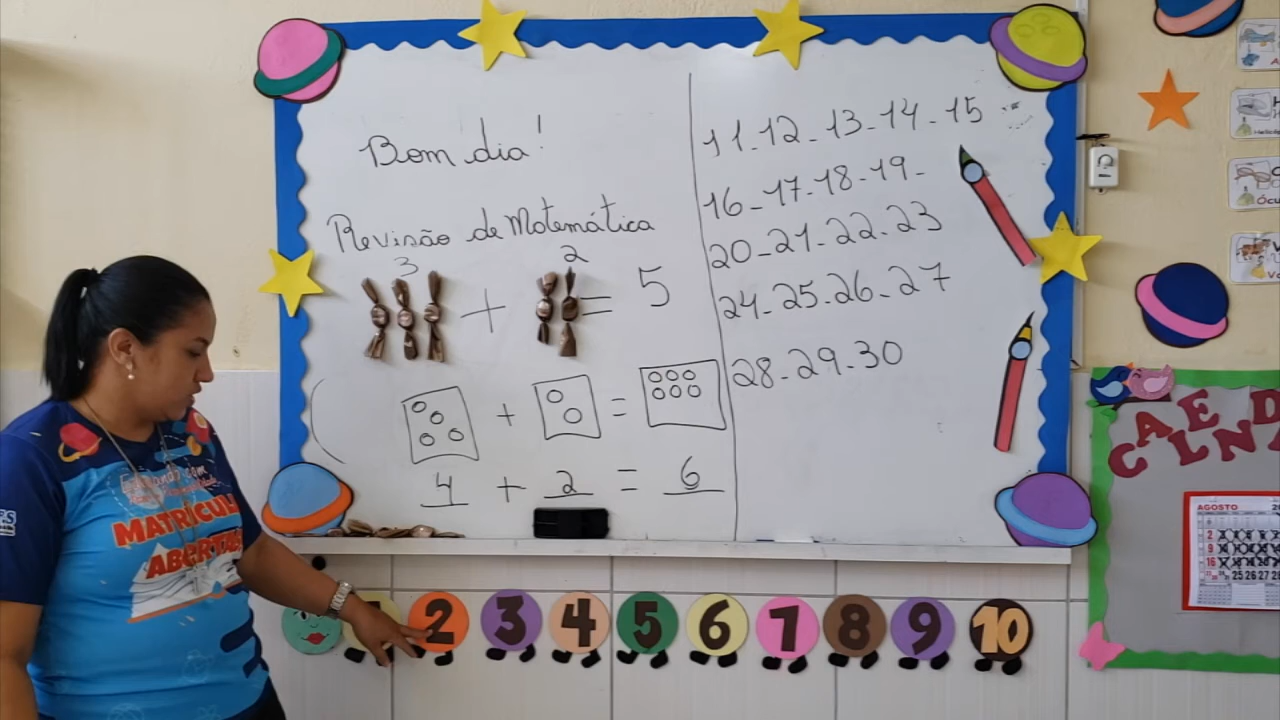 Bom dia!
Revisão de Matemática
3 2
+ = 5
+ =
4 + 2 = 6
11-12-13-14-15
16-17-18-19-
20-21-22-23
24-25-26-27
28-29-30
MATRÍCULAS
ABERTAS
1 2 3 4 5 6 7 8 9 10
CALEND
AGOSTO